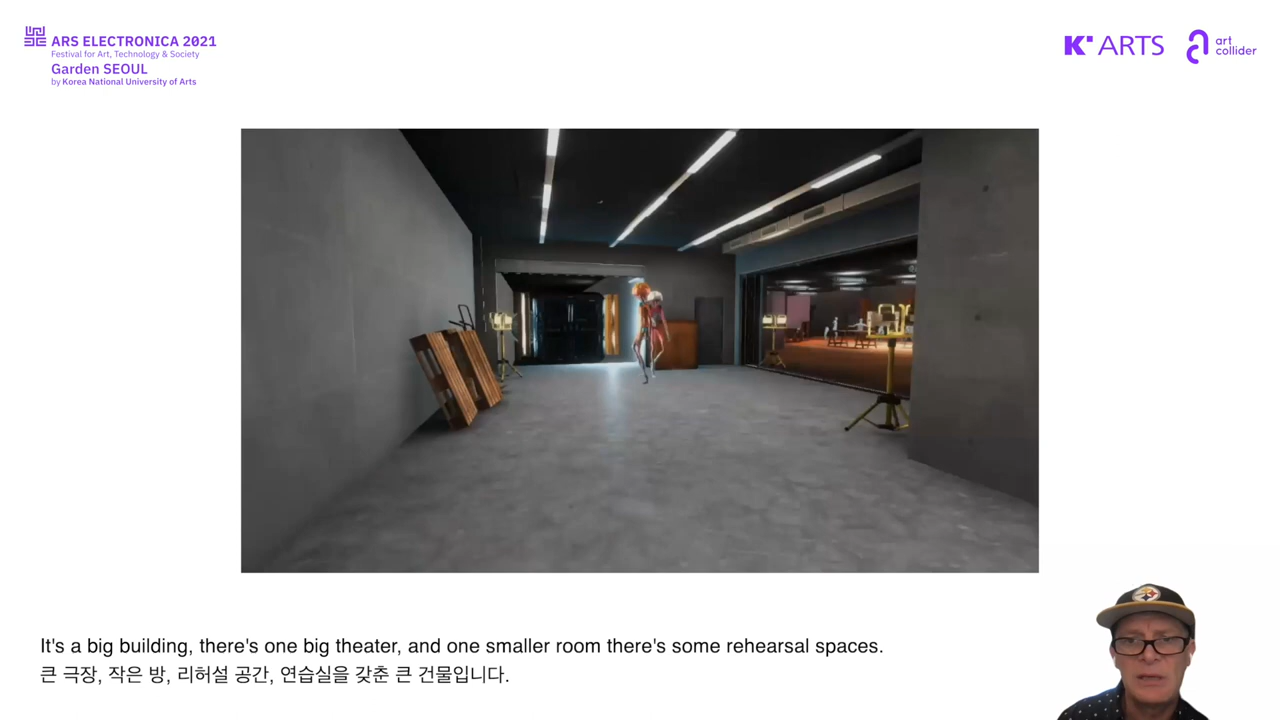 ARS ELECTRONICA 2021
Festival for Art, Technology & Society
Garden SEOUL
by Korea National University of Arts
K' ARTS
art
collider
It's a big building, there's one big theater, and one smaller room there's some rehearsal spaces.
큰 극장, 작은 방, 리허설 공간, 연습실을 갖춘 큰 건물입니다.